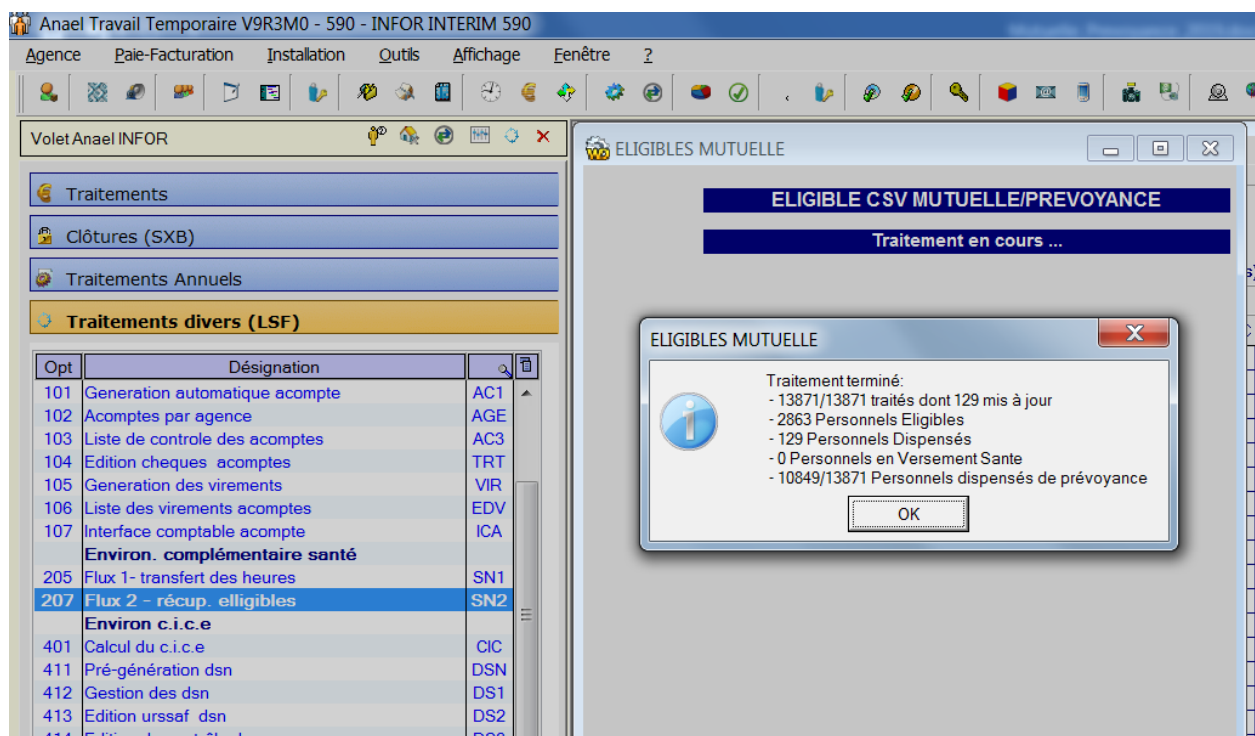 Anael Travail Temporaire V9R3M0 - 590 - INFOR INTERIM 590
Agence Paie-Facturation Installation Outils Affichage Fenêtre ?
Volet Anael INFOR
Traitements
Clôtures (SXB)
Traitements Annuels
Traitements divers (LSF)
Opt Désignation
101 Generation automatique acompte AC1
102 Acomptes par agence AGE
103 Liste de controle des acomptes AC3
104 Edition cheques acomptes TRT
105 Generation des virements VIR
106 Liste des virements acomptes EDV
107 Interface comptable acompte ICA
Environ. complémentaire santé
205 Flux 1- transfert des heures SN1
207 Flux 2 - récup. elligibles SN2
Environ c.i.c.e
401 Calcul du c.i.c.e CIC
411 Pré-génération dsn DSN
412 Gestion des dsn DS1
413 Edition urssaf dsn DS2
ELIGIBLES MUTUELLE
ELIGIBLE CSV MUTUELLE/PREVOYANCE
Traitement en cours ...
ELIGIBLES MUTUELLE
Traitement terminé:
- 13871/13871 traités dont 129 mis à jour
- 2863 Personnels Eligibles
- 129 Personnels Dispensés
- 0 Personnels en Versement Sante
- 10849/13871 Personnels dispensés de prévoyance
OK